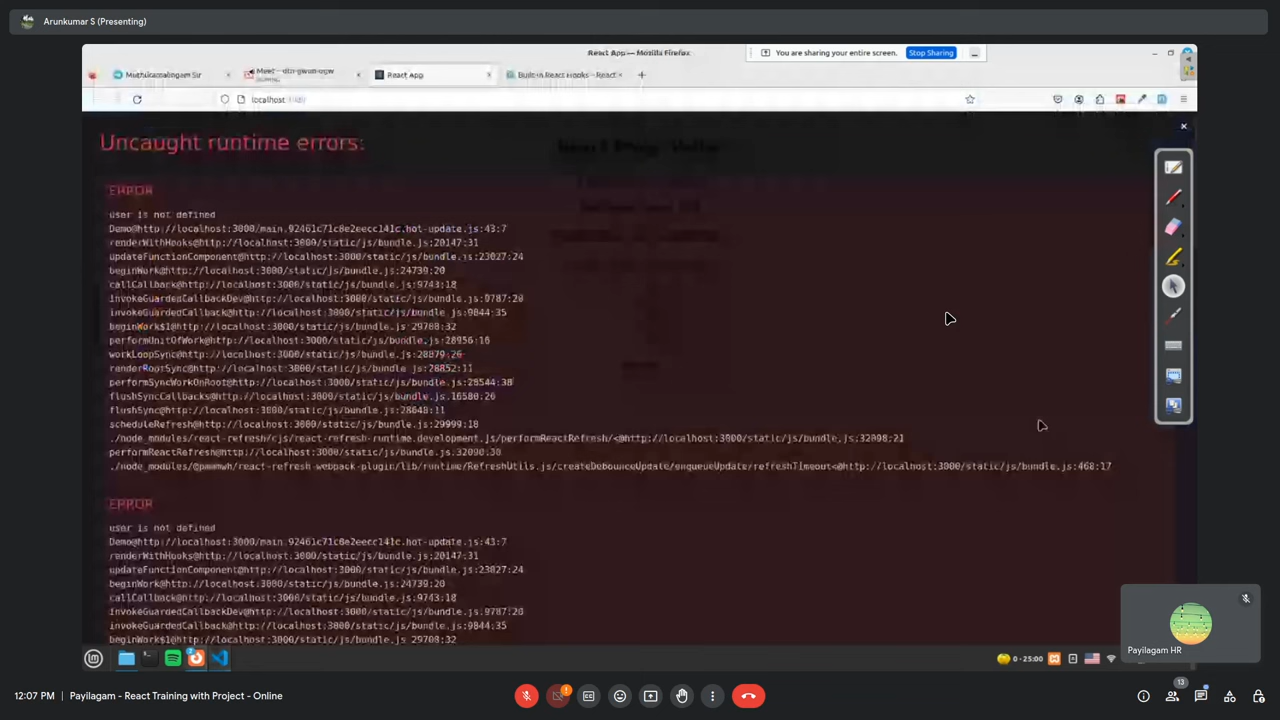 Arunkumar S (Presenting)
React App — Mozilla Firefox
You are sharing your entire screen.
Stop Sharing
Muthukamalingam Sir
Meet -
React App
Built-in React Hooks – React
localhost
Uncaught runtime errors:
ERROR
user is not defined
Demo@http://localhost:3000/main.92461c71c8e2eecc141c.hot-update.js:43:7
renderWithHooks@http://localhost:3000/static/js/bundle.js:20147:31
updateFunctionComponent@http://localhost:3000/static/js/bundle.js:23027:24
beginWork@http://localhost:3000/static/js/bundle.js:24739:20
callCallback@http://localhost:3000/static/js/bundle.js:9743:18
invokeGuardedCallbackDev@http://localhost:3000/static/js/bundle.js:9787:20
invokeGuardedCallback@http://localhost:3000/static/js/bundle.js:9844:35
beginWork$1@http://localhost:3000/static/js/bundle.js:29708:32
performUnitOfWork@http://localhost:3000/static/js/bundle.js:28956:16
workLoopSync@http://localhost:3000/static/js/bundle.js:28879:26
renderRootSync@http://localhost:3000/static/js/bundle.js:28852:11
performSyncWorkOnRoot@http://localhost:3000/static/js/bundle.js:28544:38
flushSyncCallbacks@http://localhost:3000/static/js/bundle.js:16580:26
flushSync@http://localhost:3000/static/js/bundle.js:28648:11
scheduleRefresh@http://localhost:3000/static/js/bundle.js:29999:18
./node_modules/react-refresh/cjs/react-refresh-runtime.development.js/performReactRefresh/<@http://localhost:3000/static/js/bundle.js:32098:21
performReactRefresh@http://localhost:3000/static/js/bundle.js:32090:30
./node_modules/@pmmmwh/react-refresh-webpack-plugin/lib/runtime/RefreshUtils.js/createDebounceUpdate/enqueueUpdate/refreshTimeout<@http://localhost:3000/static/js/bundle.js:468:17
ERROR
user is not defined
Demo@http://localhost:3000/main.92461c71c8e2eecc141c.hot-update.js:43:7
renderWithHooks@http://localhost:3000/static/js/bundle.js:20147:31
updateFunctionComponent@http://localhost:3000/static/js/bundle.js:23027:24
beginWork@http://localhost:3000/static/js/bundle.js:24739:20
callCallback@http://localhost:3000/static/js/bundle.js:9743:18
invokeGuardedCallbackDev@http://localhost:3000/static/js/bundle.js:9787:20
invokeGuardedCallback@http://localhost:3000/static/js/bundle.js:9844:35
beginWork$1@http://localhost:3000/static/js/bundle.js:29708:32
Payilagam HR
0 - 25:00
12:07 PM | Payilagam - React Training with Project - Online
13